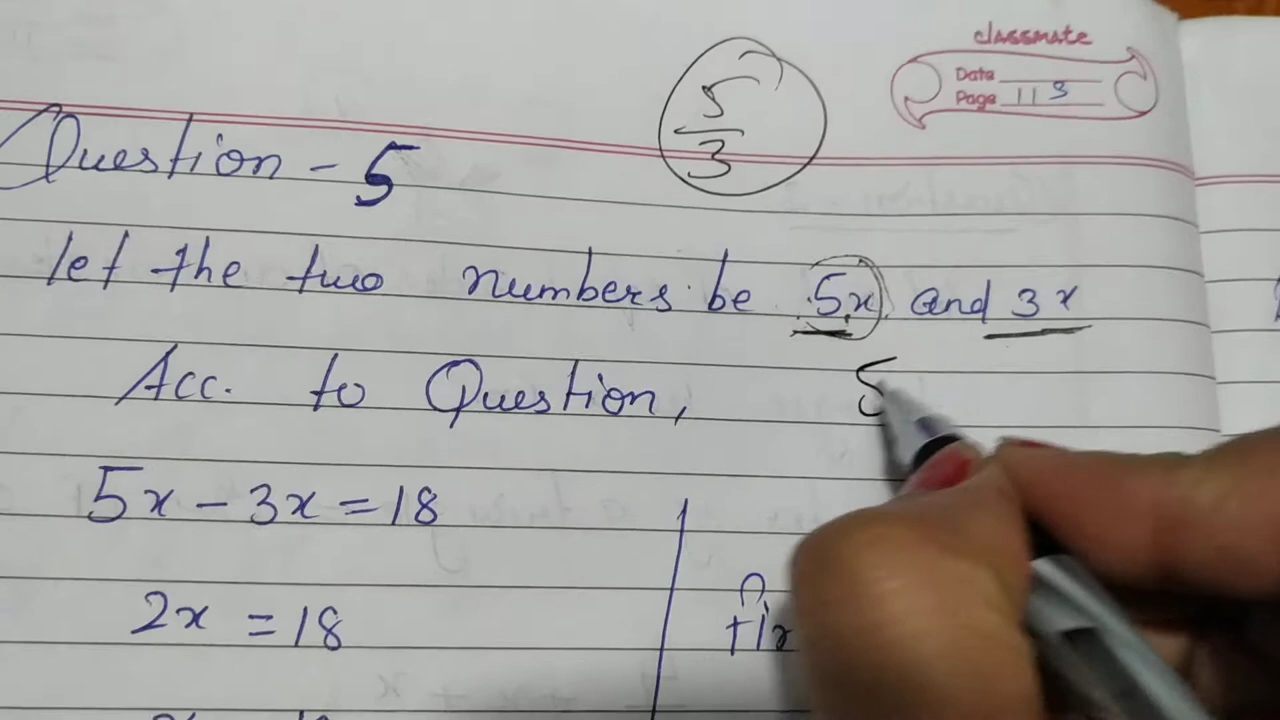 classmate
Date
Page 113
5
3
Question - 5
let the two numbers be 5x and 3x
Acc. to Question,
5
5x - 3x = 18
2x = 18